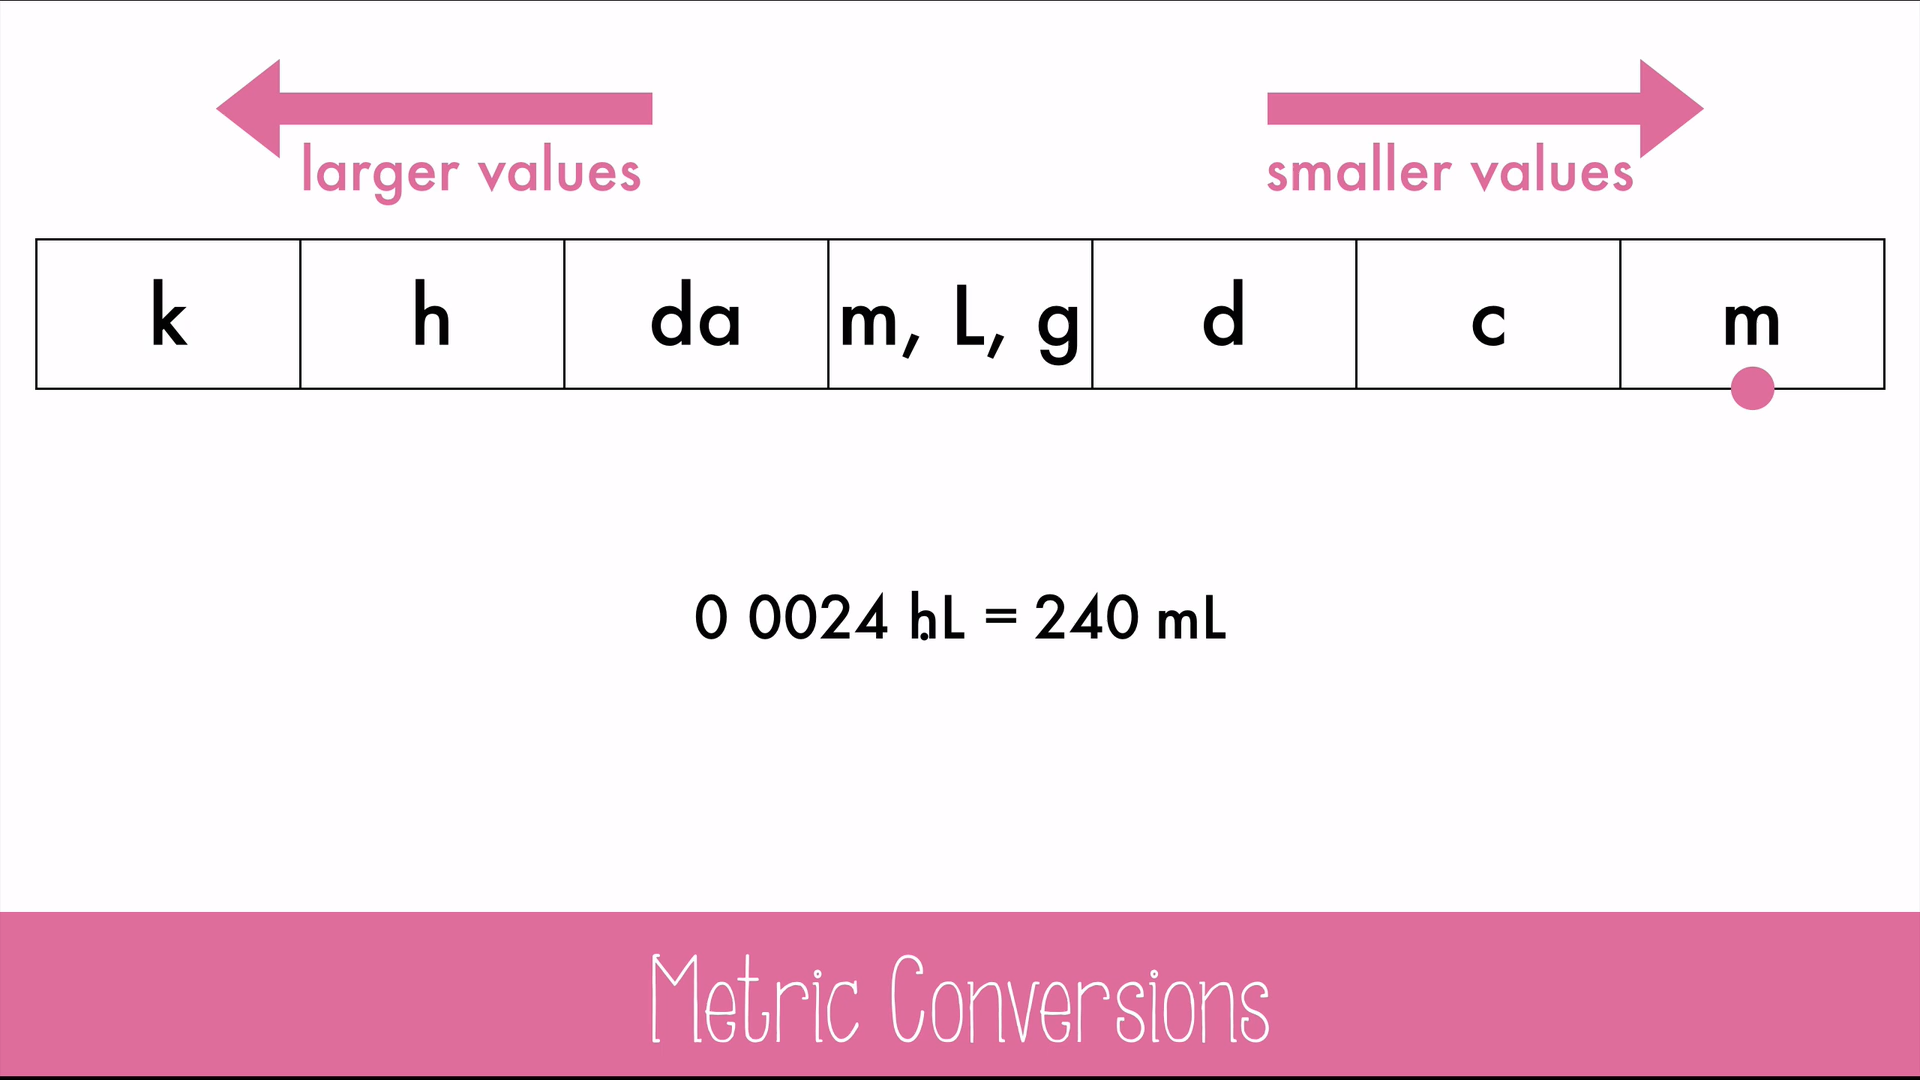 larger values
smaller values
k h da m, L, g d c m
0 0024 hL = 240 mL
Metric Conversions